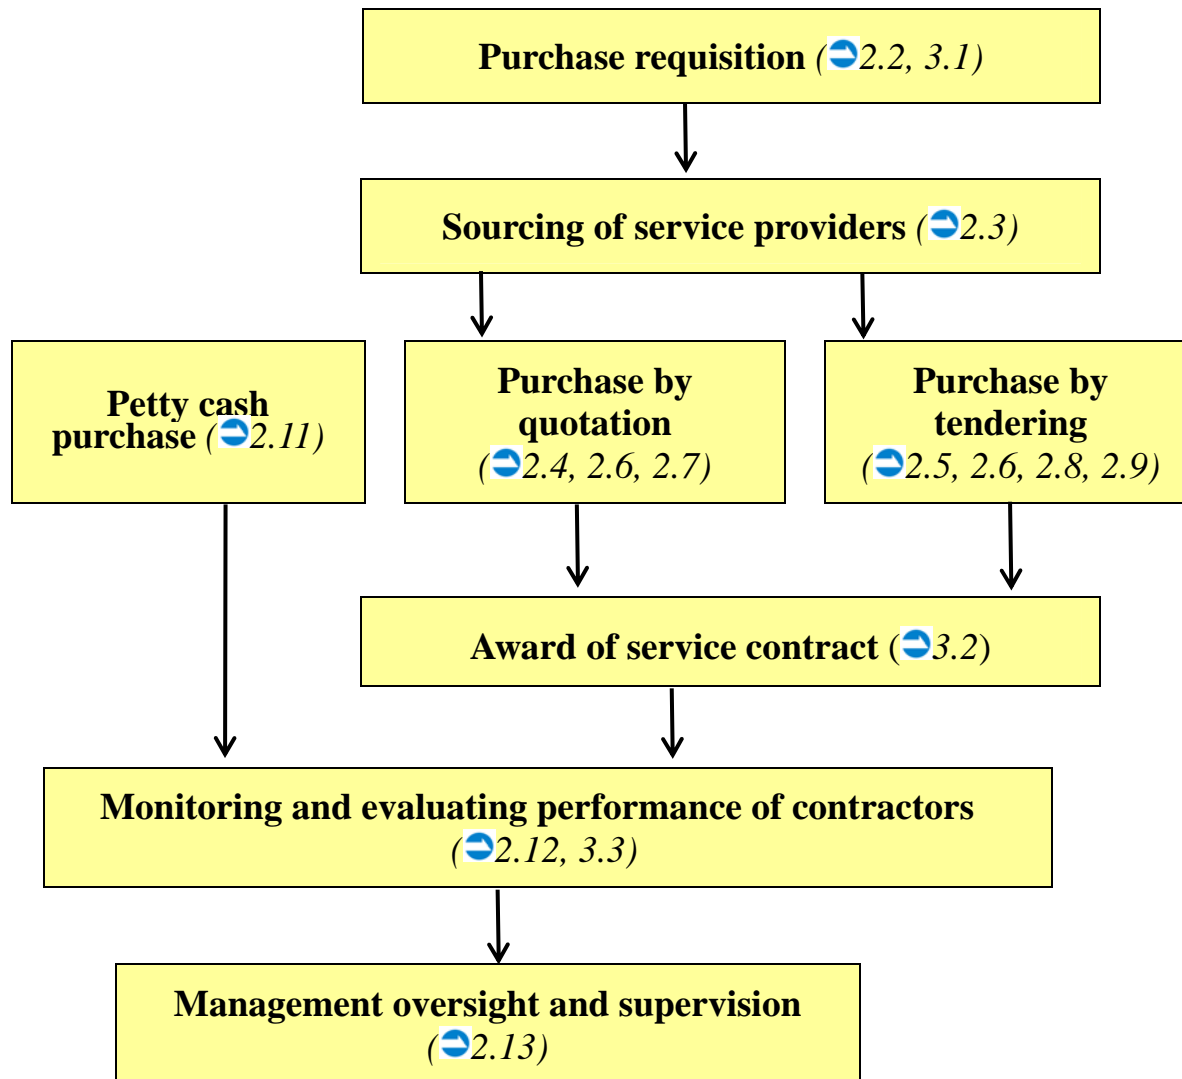 Purchase requisition (➲2.2, 3.1)
Sourcing of service providers (➲2.3)
Petty cash
purchase (➲2.11)
Purchase by
quotation
(➲2.4, 2.6, 2.7)
Purchase by
tendering
(➲2.5, 2.6, 2.8, 2.9)
Award of service contract (➲3.2)
Monitoring and evaluating performance of contractors
(➲2.12, 3.3)
Management oversight and supervision
(➲2.13)